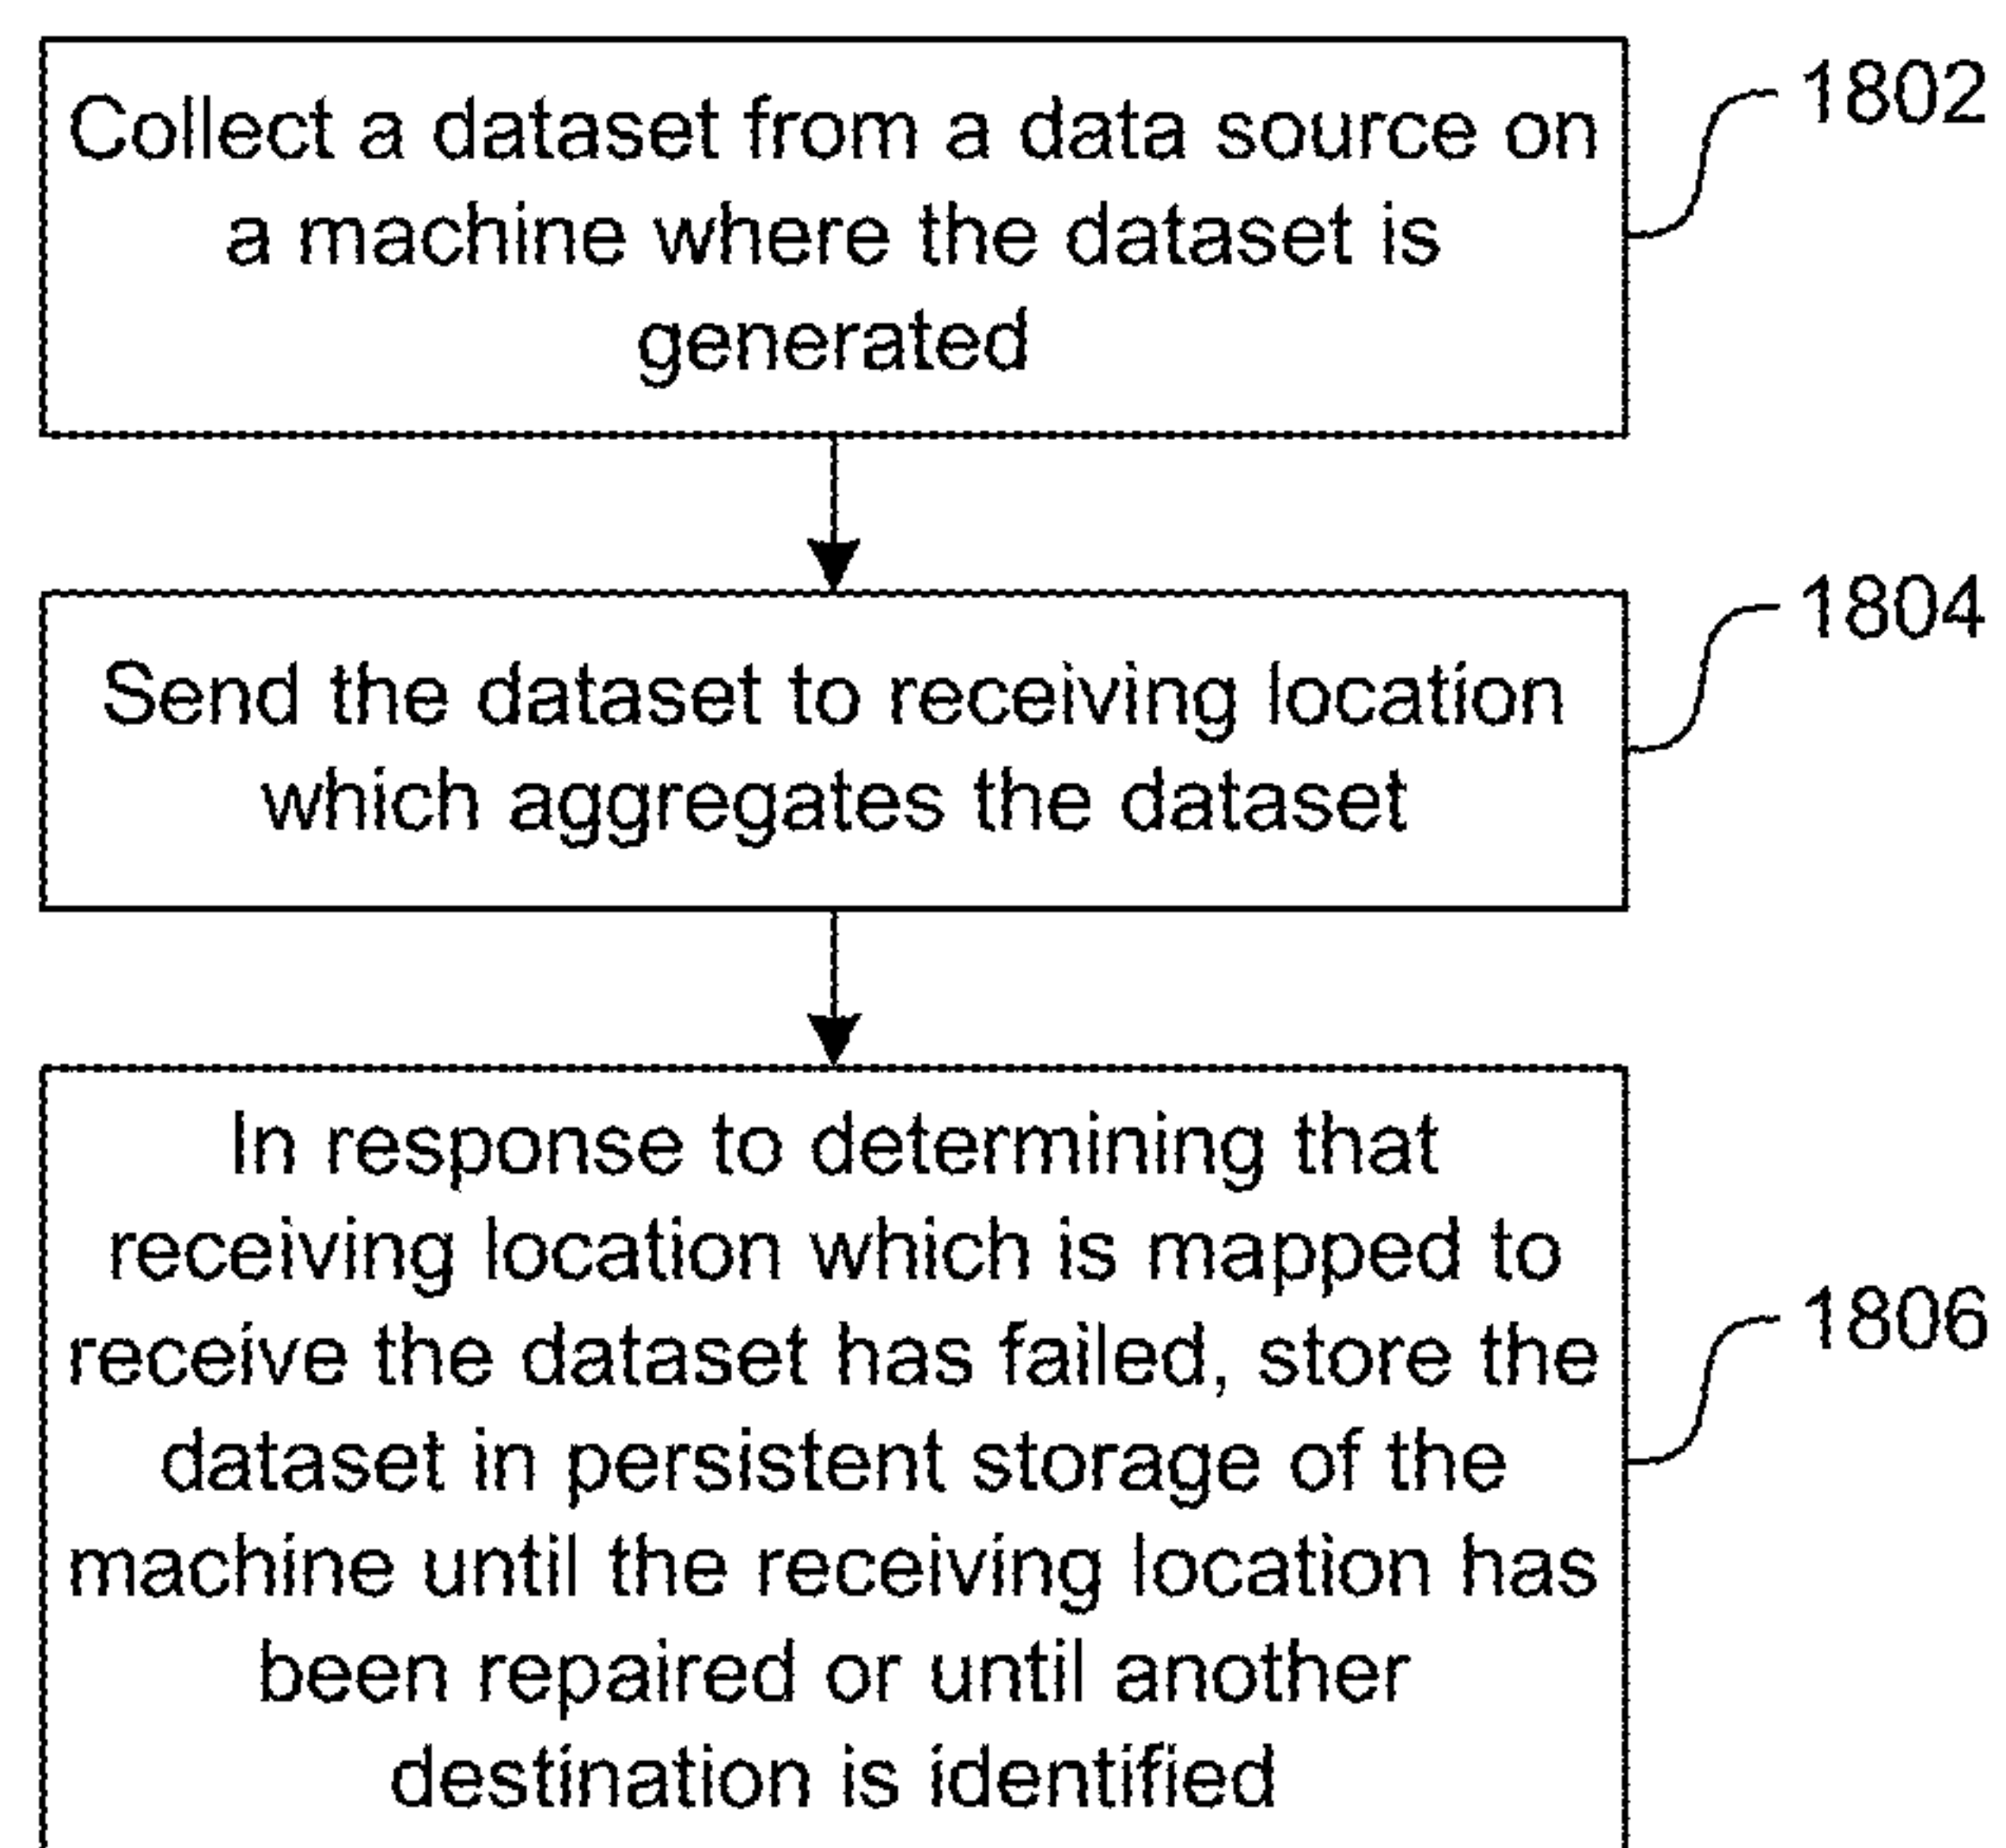 Collect a dataset from a data source on
a machine where the dataset is
generated
1802
Send the dataset to receiving location
which aggregates the dataset
1804
In response to determining that
receiving location which is mapped to
receive the dataset has failed, store the
dataset in persistent storage of the
machine until the receiving location has
been repaired or until another
destination is identified
1806